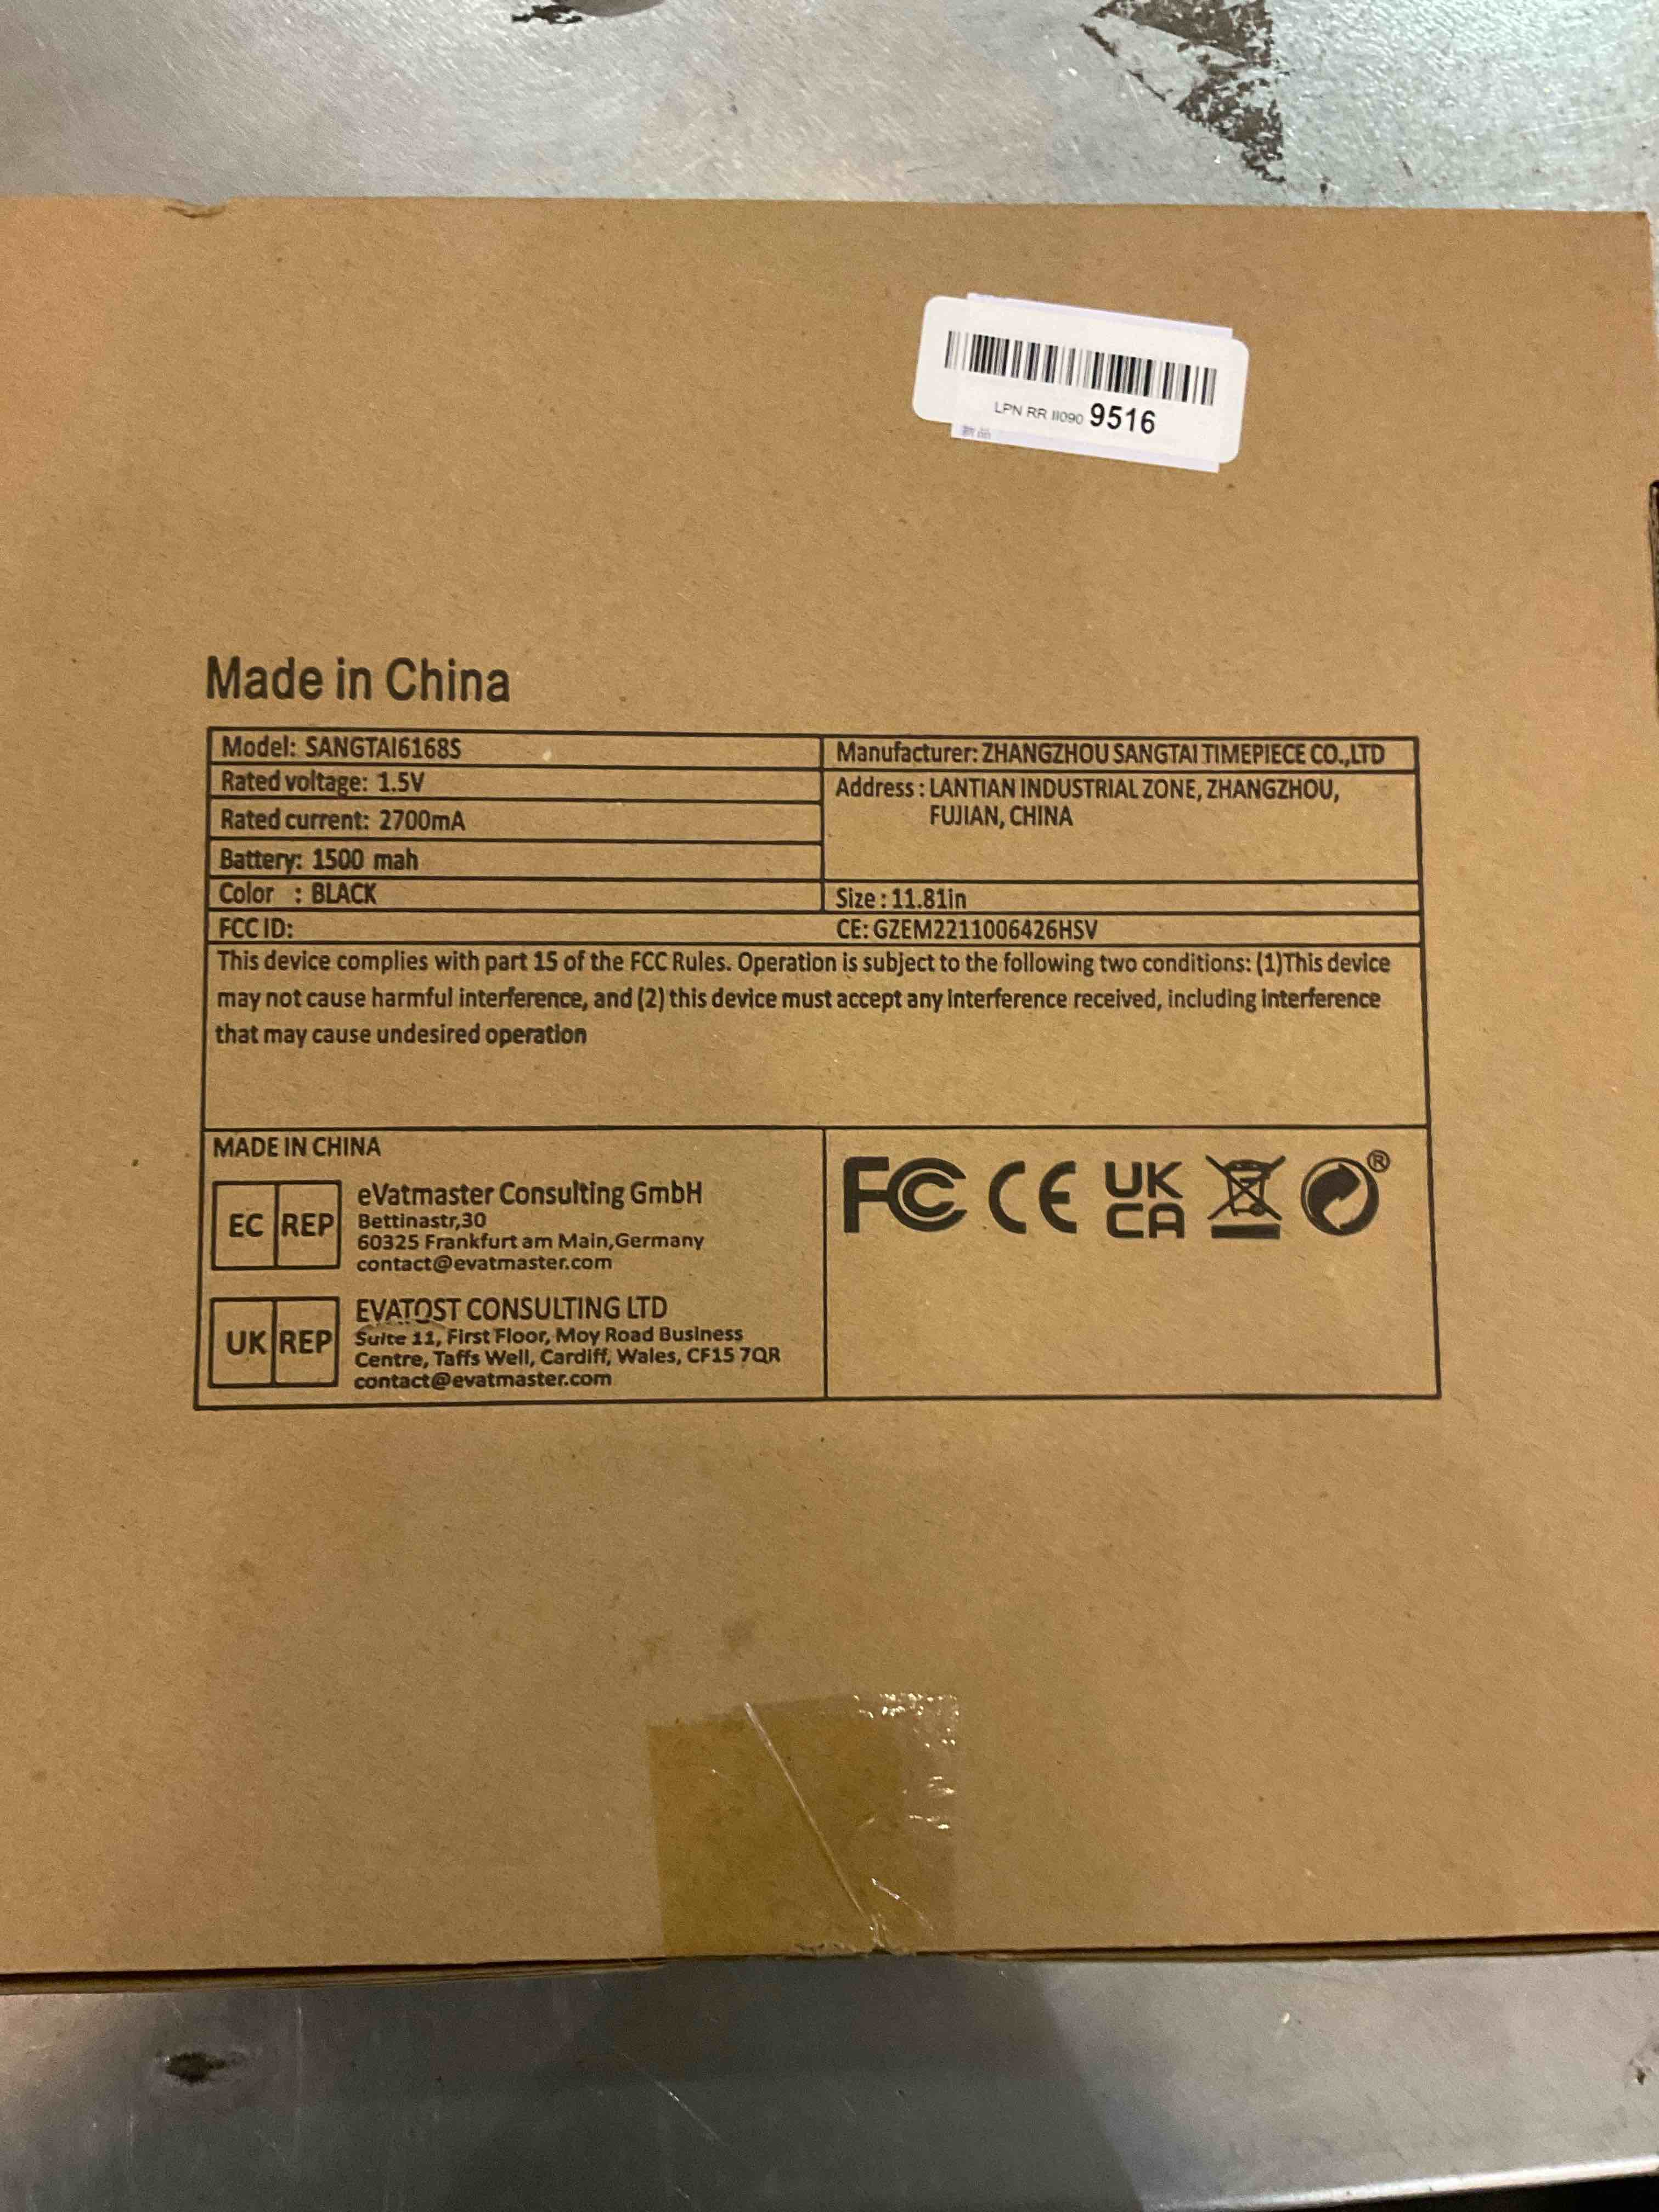 LPN RR II090 9516
新品
Made in China
Model: SANGTAI6168S
Manufacturer: ZHANGZHOU SANGTAI TIMEPIECE CO.,LTD
Rated voltage: 1.5V
Address : LANTIAN INDUSTRIAL ZONE, ZHANGZHOU,
FUJIAN, CHINA
Rated current: 2700mA
Battery: 1500 mah
Color : BLACK
Size : 11.81in
FCC ID:
CE: GZEM2211006426HSV
This device complies with part 15 of the FCC Rules. Operation is subject to the following two conditions: (1)This device
may not cause harmful interference, and (2) this device must accept any interference received, including interference
that may cause undesired operation
MADE IN CHINA
EC REP
eVatmaster Consulting GmbH
Bettinastr,30
60325 Frankfurt am Main,Germany
contact@evatmaster.com
UK REP
EVATOST CONSULTING LTD
Suite 11, First Floor, Moy Road Business
Centre, Taffs Well, Cardiff, Wales, CF15 7QR
contact@evatmaster.com
FC CE UK
CA ®